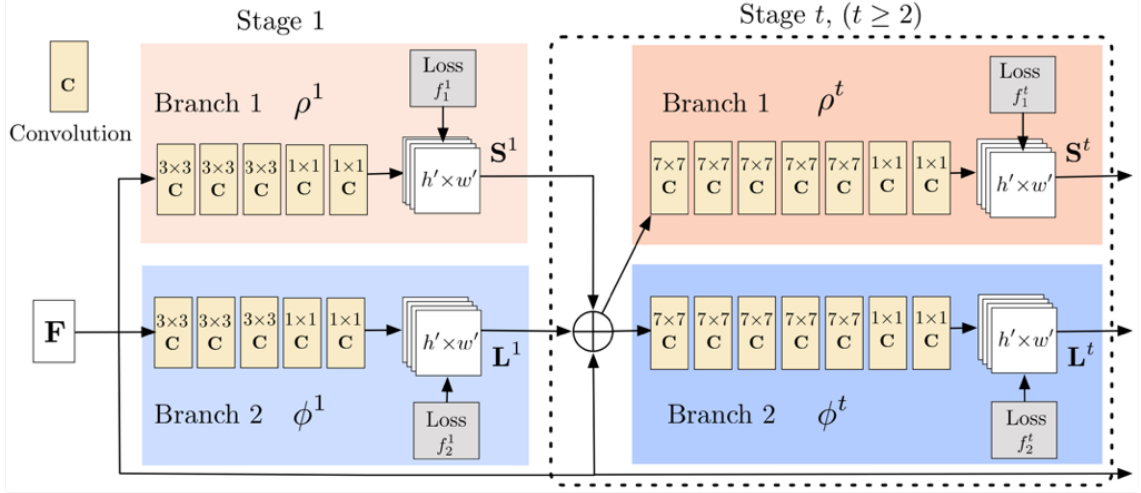 Stage 1
Stage t, (t ≥ 2)
C
Convolution
Branch 1 ρ¹
Loss
f₁¹
3×3 3×3 3×3 1×1 1×1
C C C C C
h′×w′
S¹
Branch 1 ρᵗ
Loss
f₁ᵗ
7×7 7×7 7×7 7×7 7×7 1×1 1×1
C C C C C C C
h′×w′
Sᵗ
F
3×3 3×3 3×3 1×1 1×1
C C C C C
h′×w′
L¹
Branch 2 ϕ¹
Loss
f₂¹
7×7 7×7 7×7 7×7 7×7 1×1 1×1
C C C C C C C
h′×w′
Lᵗ
Branch 2 ϕᵗ
Loss
f₂ᵗ